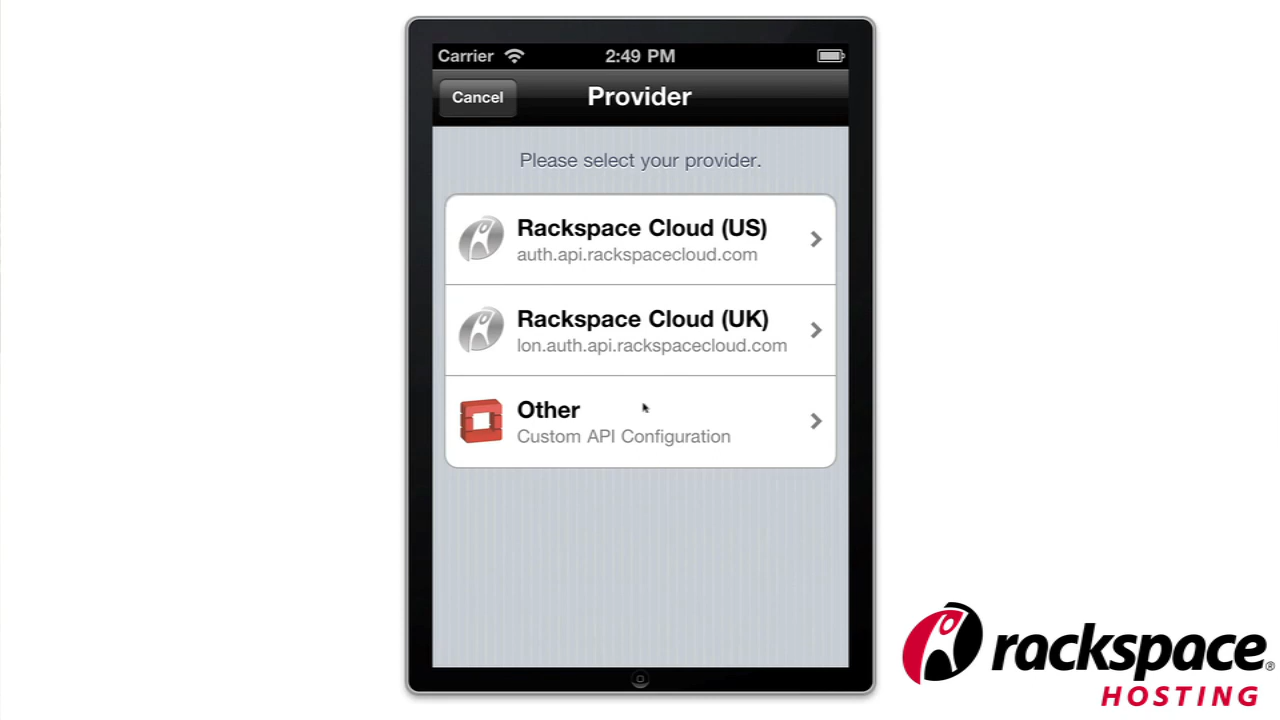 Carrier 2:49 PM
Cancel Provider
Please select your provider.
Rackspace Cloud (US)
auth.api.rackspacecloud.com
Rackspace Cloud (UK)
lon.auth.api.rackspacecloud.com
Other
Custom API Configuration
rackspace®
HOSTING